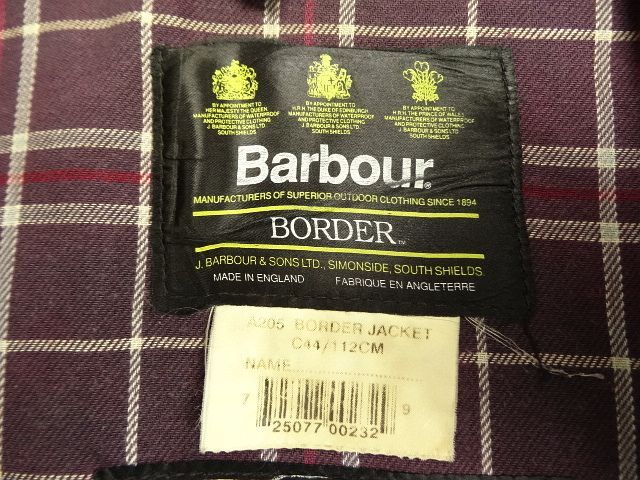 BY APPOINTMENT TO
HER MAJESTY THE QUEEN
MANUFACTURERS OF WATERPROOF
AND PROTECTIVE CLOTHING
J. BARBOUR & SONS LTD.
SOUTH SHIELDS
BY APPOINTMENT TO
H.R.H. THE DUKE OF EDINBURGH
MANUFACTURERS OF WATERPROOF
AND PROTECTIVE CLOTHING
J. BARBOUR & SONS LTD
SOUTH SHIELDS
BY APPOINTMENT TO
H.R.H. THE PRINCE OF WALES
MANUFACTURERS OF WATERPROOF
AND PROTECTIVE CLOTHING
J. BARBOUR & SONS LTD
SOUTH SHIELDS
Barbour®
MANUFACTURERS OF SUPERIOR OUTDOOR CLOTHING SINCE 1894
BORDER™
J. BARBOUR & SONS LTD., SIMONSIDE, SOUTH SHIELDS.
MADE IN ENGLAND FABRIQUE EN ANGLETERRE
A205 BORDER JACKET
C44/112CM
NAME
7 25077 00232 9